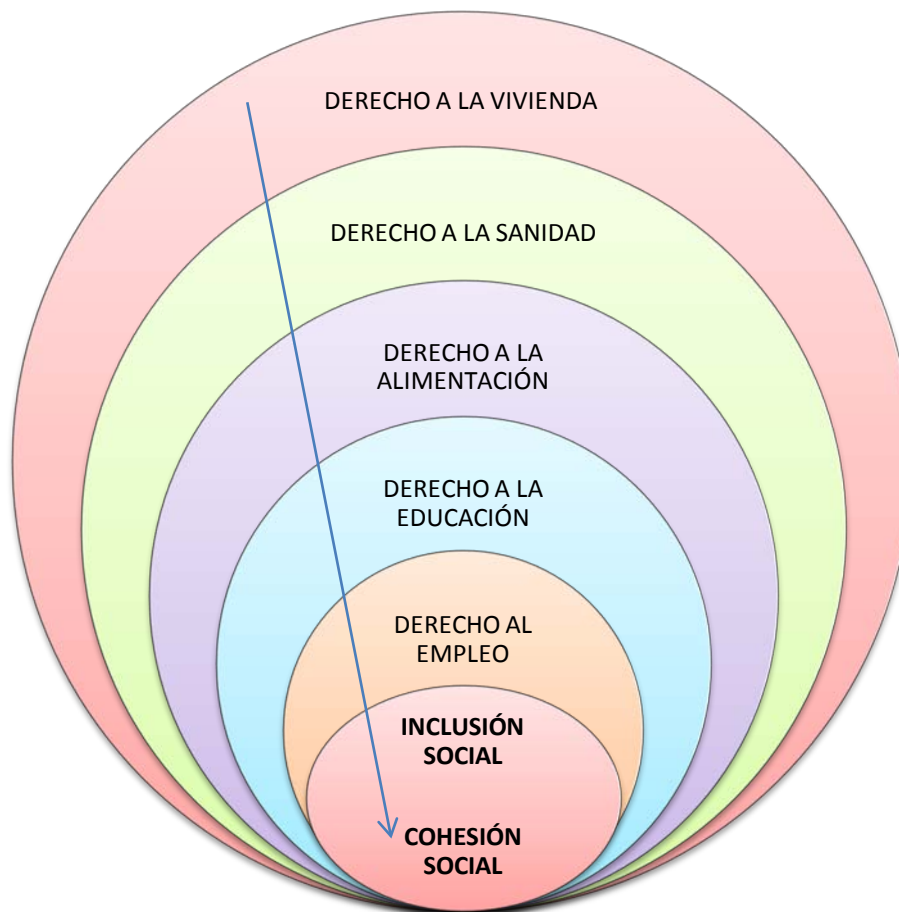 DERECHO A LA VIVIENDA
DERECHO A LA SANIDAD
DERECHO A LA
ALIMENTACIÓN
DERECHO A LA
EDUCACIÓN
DERECHO AL
EMPLEO
INCLUSIÓN
SOCIAL
COHESIÓN
SOCIAL